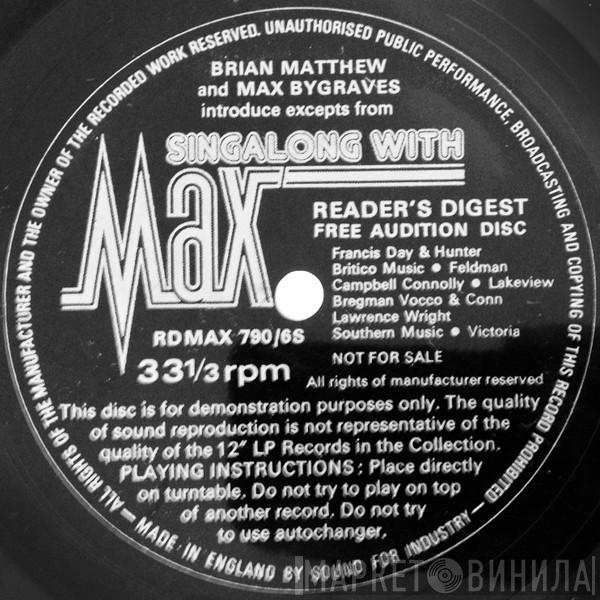 ALL RIGHTS OF THE MANUFACTURER AND THE OWNER OF THE RECORDED WORK RESERVED. UNAUTHORISED PUBLIC PERFORMANCE, BROADCASTING AND COPYING OF THIS RECORD PROHIBITED
BRIAN MATTHEW
and MAX BYGRAVES
introduce excepts from
SINGALONG WITH
Max
READER'S DIGEST
FREE AUDITION DISC
Francis Day & Hunter
Britico Music • Feldman
Campbell Connolly • Lakeview
Bregman Vocco & Conn
Lawrence Wright
Southern Music • Victoria
RDMAX 790/6S
NOT FOR SALE
33 1/3 rpm
All rights of manufacturer reserved
This disc is for demonstration purposes only. The quality
of sound reproduction is not representative of the
quality of the 12" LP Records in the Collection.
PLAYING INSTRUCTIONS: Place directly
on turntable. Do not try to play on top
of another record. Do not try
to use autochanger.
— MADE IN ENGLAND BY SOUND FOR INDUSTRY —
МАРКЕТ ВИНИЛА